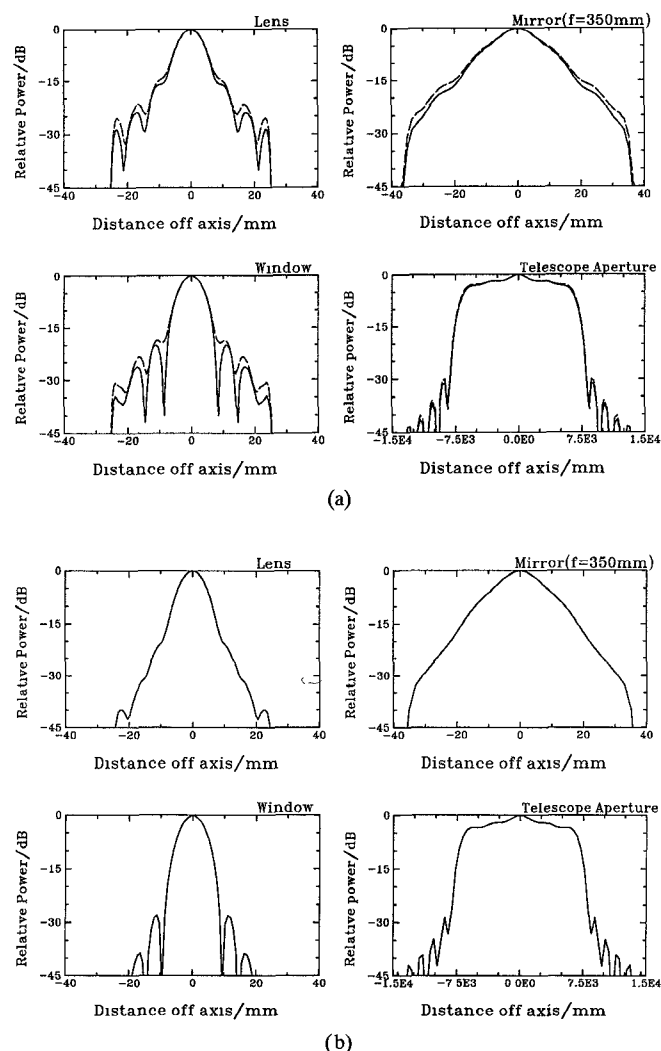 Lens
Relative Power/dB
0
-15
-30
-45
-40 -20 0 20 40
Distance off axis/mm
Mirror(f=350mm)
Relative Power/dB
0
-15
-30
-45
-40 -20 0 20 40
Distance off axis/mm
Window
Relative Power/dB
0
-15
-30
-45
-40 -20 0 20 40
Distance off axis/mm
Telescope Aperture
Relative power/dB
0
-15
-30
-45
-1.5E4 -7.5E3 0.0E0 7.5E3 1.5E4
Distance off axis/mm
(a)
Lens
Relative Power/dB
0
-15
-30
-45
-40 -20 0 20 40
Distance off axis/mm
Mirror(f=350mm)
Relative Power/dB
0
-15
-30
-45
-40 -20 0 20 40
Distance off axis/mm
Window
Relative Power/dB
0
-15
-30
-45
-40 -20 0 20 40
Distance off axis/mm
Telescope Aperture
Relative power/dB
0
-15
-30
-45
-1.5E4 -7 5E3 0 0E0 7.5E3 1.5E4
Distance off axis/mm
(b)